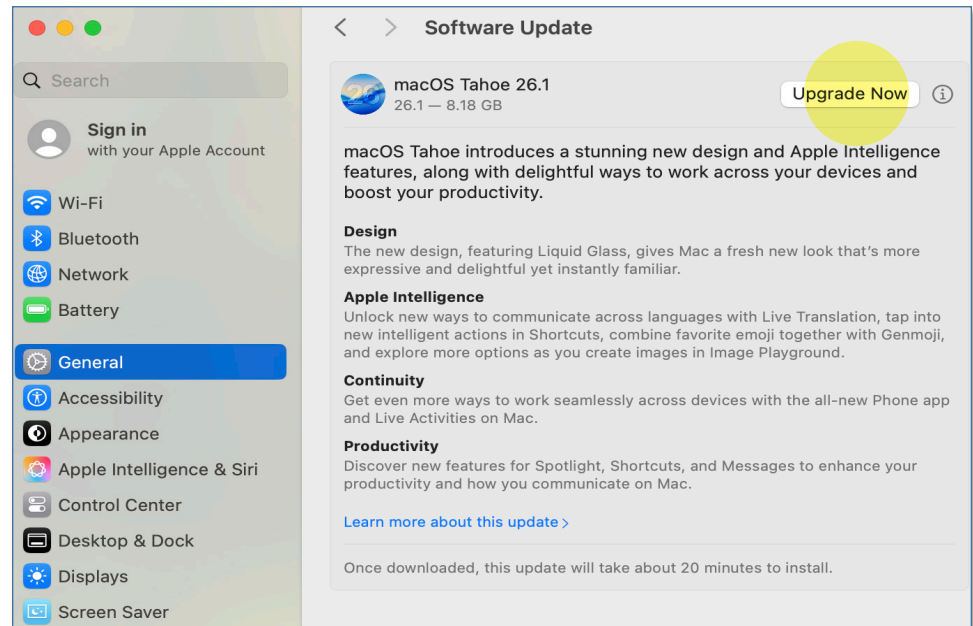 Software Update
Search
Sign in
with your Apple Account
Wi-Fi
Bluetooth
Network
Battery
General
Accessibility
Appearance
Apple Intelligence & Siri
Control Center
Desktop & Dock
Displays
Screen Saver
26
macOS Tahoe 26.1
26.1 — 8.18 GB
Upgrade Now
macOS Tahoe introduces a stunning new design and Apple Intelligence
features, along with delightful ways to work across your devices and
boost your productivity.
Design
The new design, featuring Liquid Glass, gives Mac a fresh new look that's more
expressive and delightful yet instantly familiar.
Apple Intelligence
Unlock new ways to communicate across languages with Live Translation, tap into
new intelligent actions in Shortcuts, combine favorite emoji together with Genmoji,
and explore more options as you create images in Image Playground.
Continuity
Get even more ways to work seamlessly across devices with the all-new Phone app
and Live Activities on Mac.
Productivity
Discover new features for Spotlight, Shortcuts, and Messages to enhance your
productivity and how you communicate on Mac.
Learn more about this update >
Once downloaded, this update will take about 20 minutes to install.